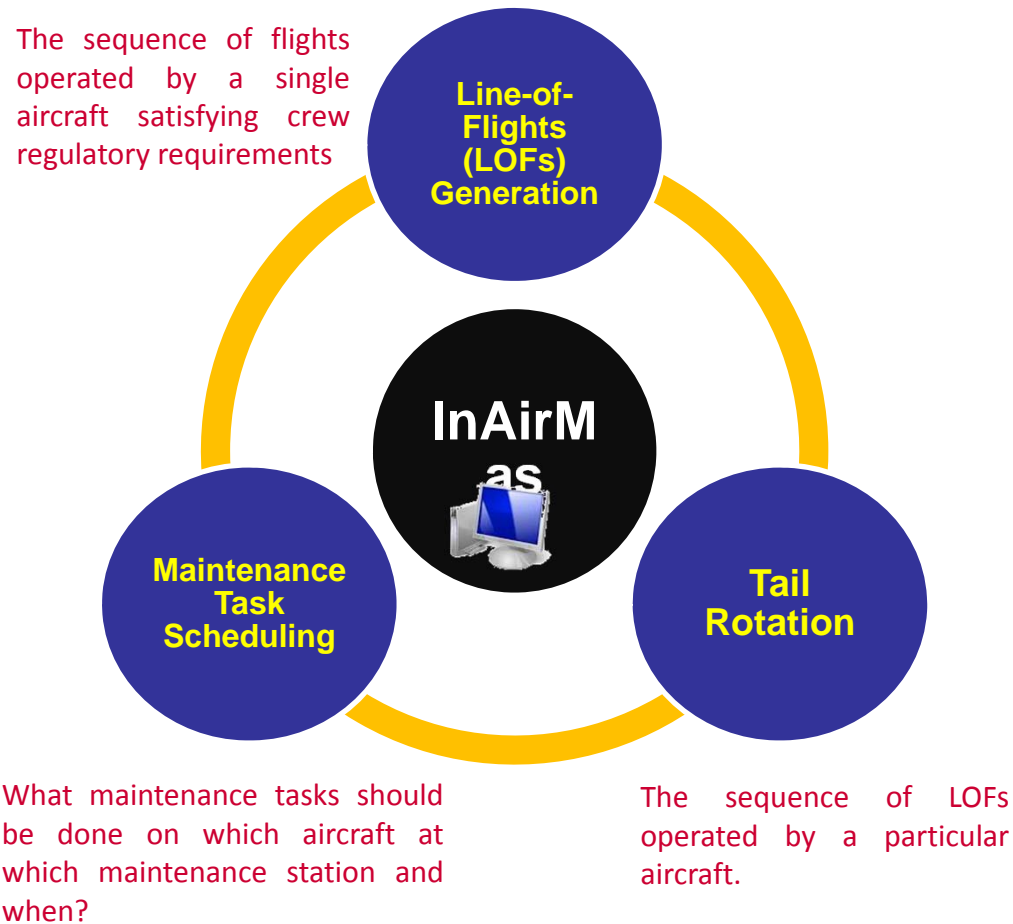 The sequence of flights
operated by a single
aircraft satisfying crew
regulatory requirements
Line-of-
Flights
(LOFs)
Generation
InAirM
as
Maintenance
Task
Scheduling
Tail
Rotation
What maintenance tasks should
be done on which aircraft at
which maintenance station and
when?
The sequence of LOFs
operated by a particular
aircraft.